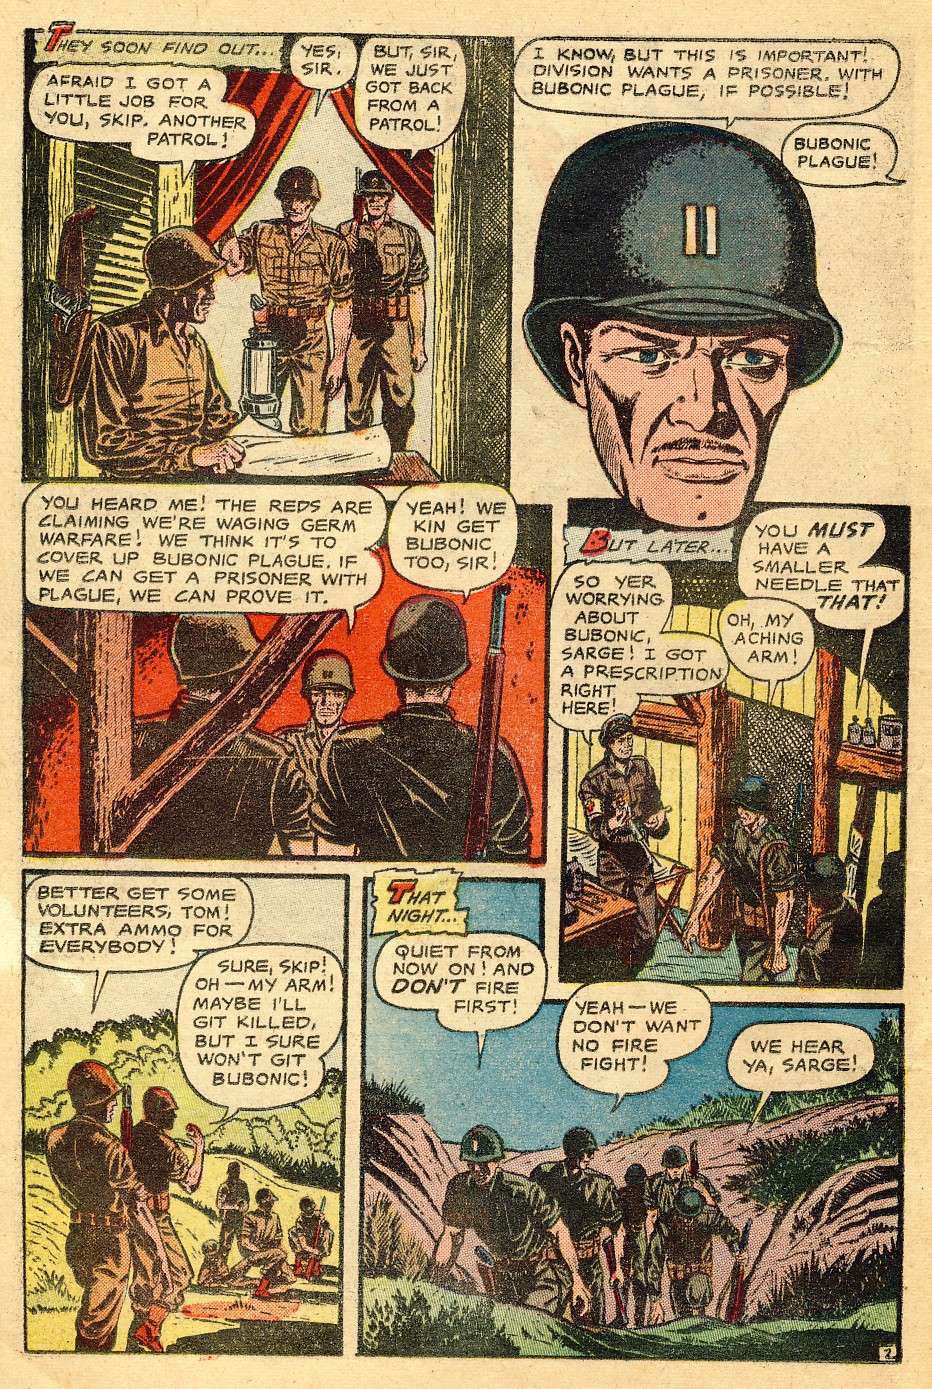 THEY SOON FIND OUT...
AFRAID I GOT A
LITTLE JOB FOR
YOU, SKIP. ANOTHER
PATROL!
YES,
SIR.
BUT, SIR,
WE JUST
GOT BACK
FROM A
PATROL!
I KNOW, BUT THIS IS IMPORTANT!
DIVISION WANTS A PRISONER. WITH
BUBONIC PLAGUE, IF POSSIBLE!
BUBONIC
PLAGUE!
YOU HEARD ME! THE REDS ARE
CLAIMING WE'RE WAGING GERM
WARFARE! WE THINK IT'S TO
COVER UP BUBONIC PLAGUE. IF
WE CAN GET A PRISONER WITH
PLAGUE, WE CAN PROVE IT.
YEAH! WE
KIN GET
BUBONIC
TOO, SIR!
BUT LATER...
SO YER
WORRYING
ABOUT
BUBONIC,
SARGE! I GOT
A PRESCRIPTION
RIGHT
HERE!
OH, MY
ACHING
ARM!
YOU MUST
HAVE A
SMALLER
NEEDLE THAT
THAT!
BETTER GET SOME
VOLUNTEERS, TOM!
EXTRA AMMO FOR
EVERYBODY!
SURE, SKIP!
OH—MY ARM!
MAYBE I'LL
GIT KILLED,
BUT I SURE
WON'T GIT
BUBONIC!
THAT
NIGHT...
QUIET FROM
NOW ON! AND
DON'T FIRE
FIRST!
YEAH—WE
DON'T WANT
NO FIRE
FIGHT!
WE HEAR
YA, SARGE!
2